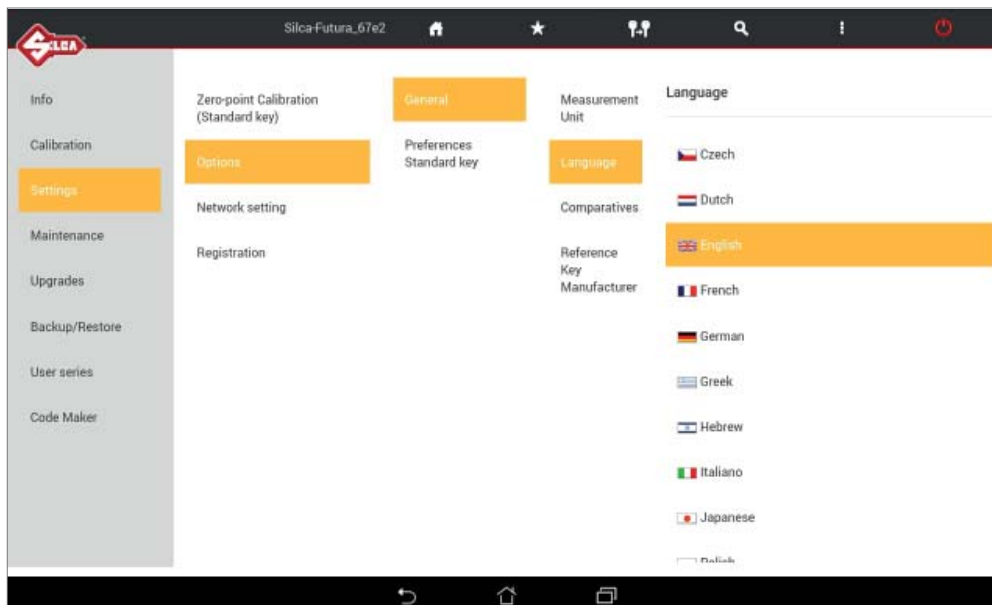 SILCA
Silca-Futura_67e2
Info
Calibration
Settings
Maintenance
Upgrades
Backup/Restore
User series
Code Maker
Zero-point Calibration
(Standard key)
Options
Network setting
Registration
General
Preferences
Standard key
Measurement
Unit
Language
Comparatives
Reference
Key
Manufacturer
Language
Czech
Dutch
English
French
German
Greek
Hebrew
Italiano
Japanese
Polish